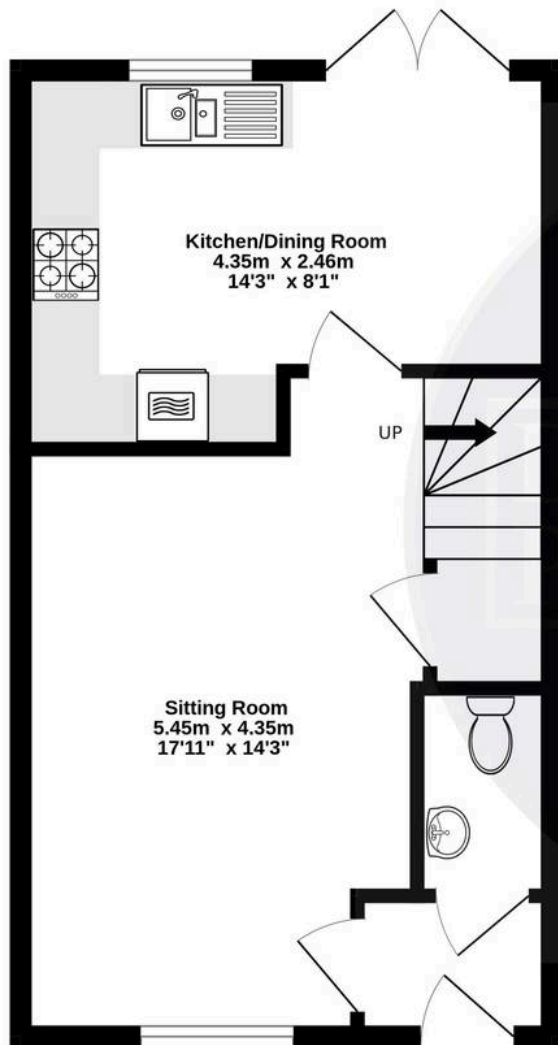 Kitchen/Dining Room
4.35m x 2.46m
14'3" x 8'1"
UP
Sitting Room
5.45m x 4.35m
17'11" x 14'3"